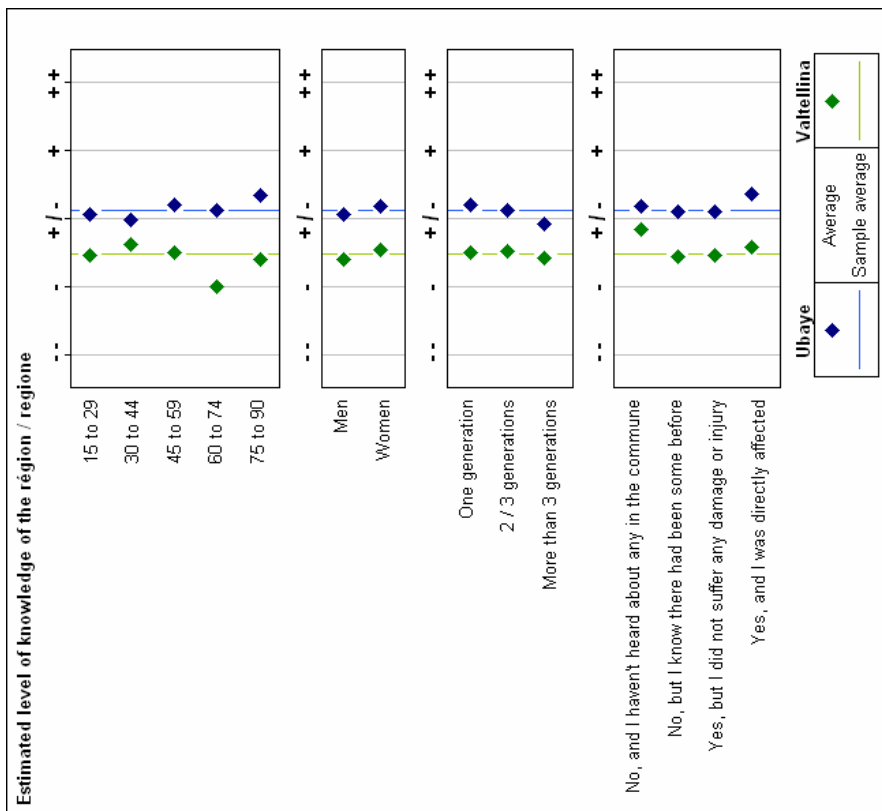 Estimated level of knowledge of the région / regione
- - - + / - + + +
15 to 29
30 to 44
45 to 59
60 to 74
75 to 90
- - - + / - + + +
Men
Women
- - - + / - + + +
One generation
2 / 3 generations
More than 3 generations
- - - + / - + + +
No, and I haven't heard about any in the commune
No, but I know there had been some before
Yes, but I did not suffer any damage or injury
Yes, and I was directly affected
Ubaye Valtellina
Average
Sample average